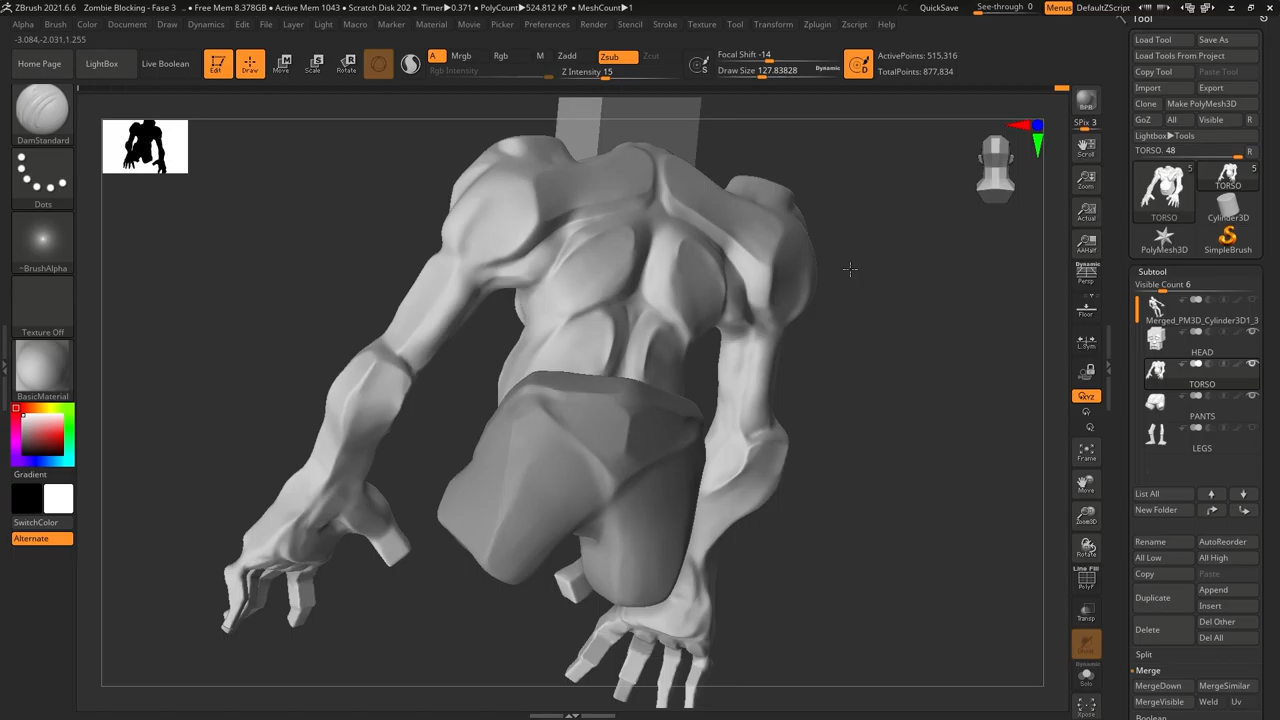 ZBrush 2021.6.6 Zombie Blocking - Fase 3 • Free Mem 8.378GB • Active Mem 1043 • Scratch Disk 202 • Timer▶0.371 • PolyCount▶524.812 KP • MeshCount▶1 AC QuickSave See-through 0 Menus DefaultZScript
Alpha Brush Color Document Draw Dynamics Edit File Layer Light Macro Marker Material Movie Picker Preferences Render Stencil Stroke Texture Tool Transform Zplugin Zscript Help
-3.084,-2.031,1.255
Home Page LightBox Live Boolean Edit Draw Move Scale Rotate
A Mrgb Rgb M Zadd Zsub Zcut
Rgb Intensity Z Intensity 15
Focal Shift -14
Draw Size 127.83828 Dynamic
ActivePoints: 515,316
TotalPoints: 877,834
DamStandard
Dots
~BrushAlpha
Texture Off
BasicMaterial
Gradient
SwitchColor
Alternate
BPR
SPix 3
Scroll
Zoom
Actual
AAHalf
Dynamic
Persp
Floor
L.Sym
XYZ
Frame
Move
Zoom3D
Rotate
Line Fill
PolyF
Transp
Dynamic
Solo
Xpose
Tool
Load Tool Save As
Load Tools From Project
Copy Tool Paste Tool
Import Export
Clone Make PolyMesh3D
GoZ All Visible R
Lightbox▶Tools
TORSO. 48 R
5 5
TORSO TORSO
Cylinder3D
PolyMesh3D SimpleBrush
Subtool
Visible Count 6
Merged_PM3D_Cylinder3D1_3
HEAD
TORSO
PANTS
LEGS
List All
New Folder
Rename AutoReorder
All Low All High
Copy Paste
Duplicate Append
Insert
Delete Del Other
Del All
Split
Merge
MergeDown MergeSimilar
MergeVisible Weld Uv
Boolean